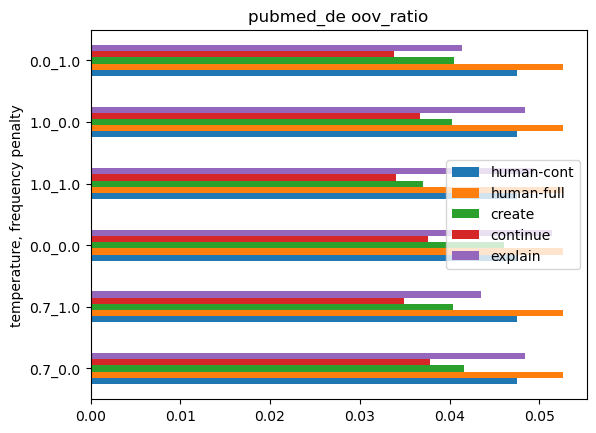 pubmed_de oov_ratio
temperature, frequency penalty
0.0_1.0
1.0_0.0
1.0_1.0
0.0_0.0
0.7_1.0
0.7_0.0
human-cont
human-full
create
continue
explain
0.00 0.01 0.02 0.03 0.04 0.05